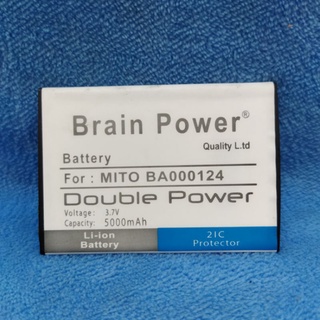 Brain Power®
Quality L.td
Battery
For : MITO BA000124
Double Power
Voltage: 3.7V
Capacity: 5000mAh
Li-ion
Battery
2IC
Protector